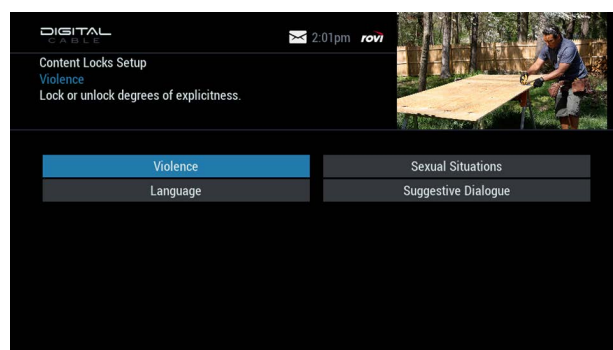 DIGITAL
CABLE
2:01pm rovi
Content Locks Setup
Violence
Lock or unlock degrees of explicitness.
Violence
Sexual Situations
Language
Suggestive Dialogue